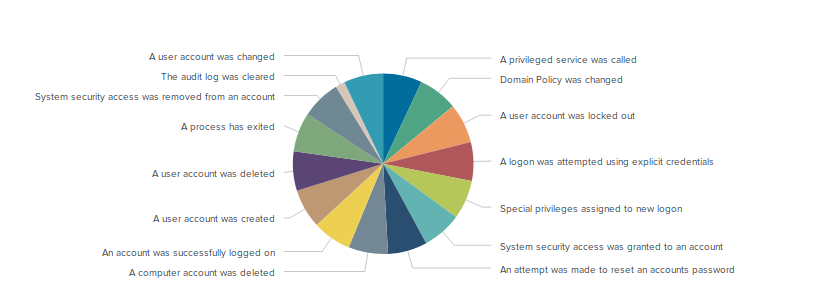 A user account was changed
The audit log was cleared
System security access was removed from an account
A process has exited
A user account was deleted
A user account was created
An account was successfully logged on
A computer account was deleted
A privileged service was called
Domain Policy was changed
A user account was locked out
A logon was attempted using explicit credentials
Special privileges assigned to new logon
System security access was granted to an account
An attempt was made to reset an accounts password